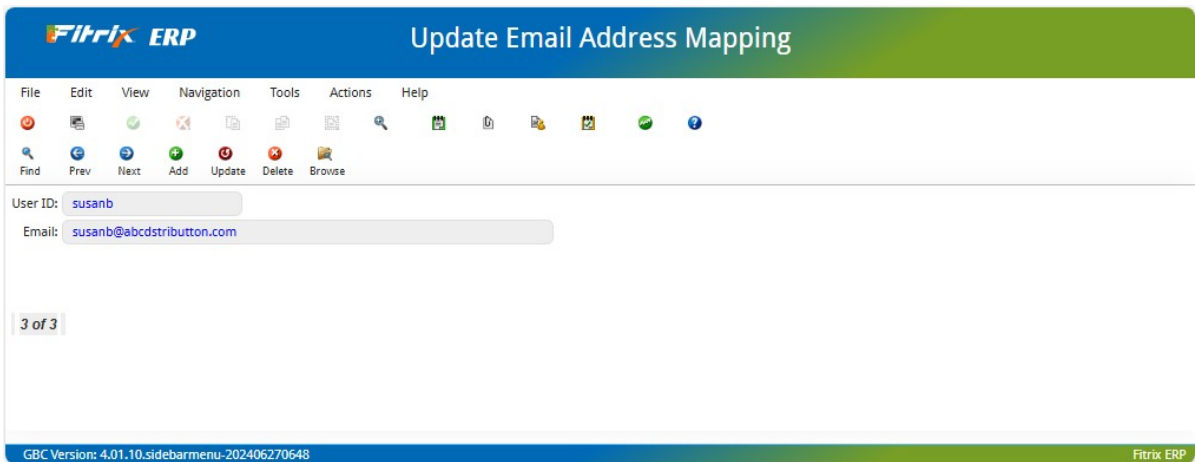 Fitrix ERP Update Email Address Mapping
File Edit View Navigation Tools Actions Help
Find Prev Next Add Update Delete Browse
User ID: susanb
Email: susanb@abcdstributton.com
3 of 3
GBC Version: 4.01.10.sidebarmenu-202406270648 Fitrix ERP